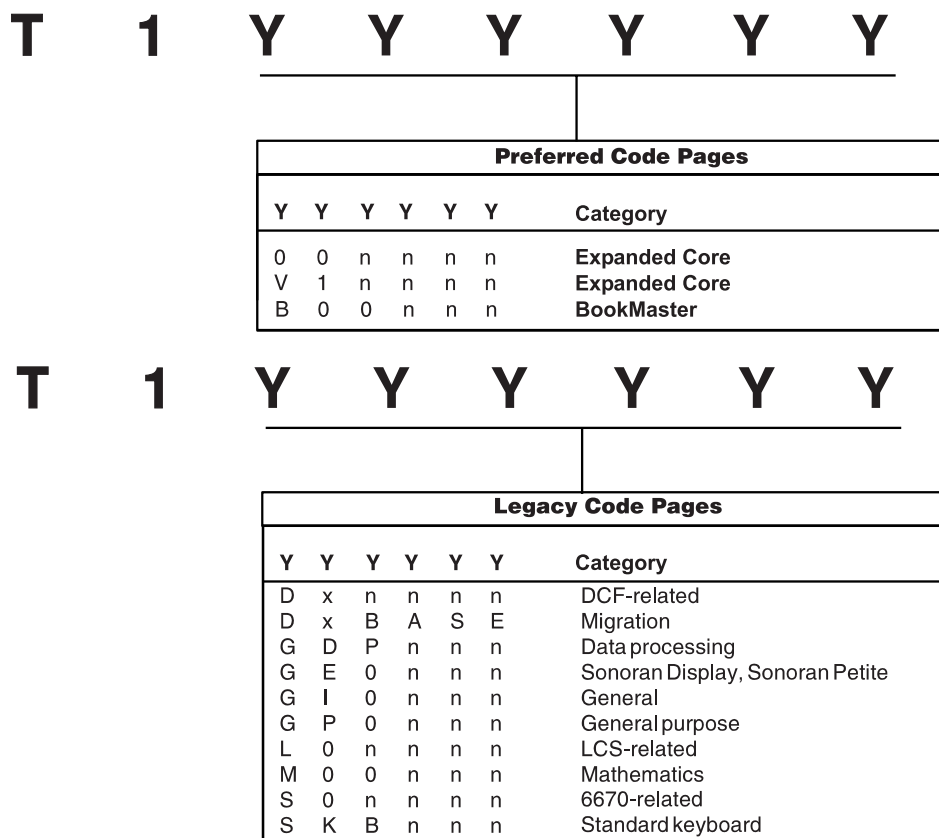 T 1 Y Y Y Y Y Y
Preferred Code Pages
Y Y Y Y Y Y Category
0 0 n n n n Expanded Core
V 1 n n n n Expanded Core
B 0 0 n n n BookMaster
T 1 Y Y Y Y Y Y
Legacy Code Pages
Y Y Y Y Y Y Category
D x n n n n DCF-related
D x B A S E Migration
G D P n n n Data processing
G E 0 n n n Sonoran Display, Sonoran Petite
G I 0 n n n General
G P 0 n n n General purpose
L 0 n n n n LCS-related
M 0 0 n n n Mathematics
S 0 n n n n 6670-related
S K B n n n Standard keyboard